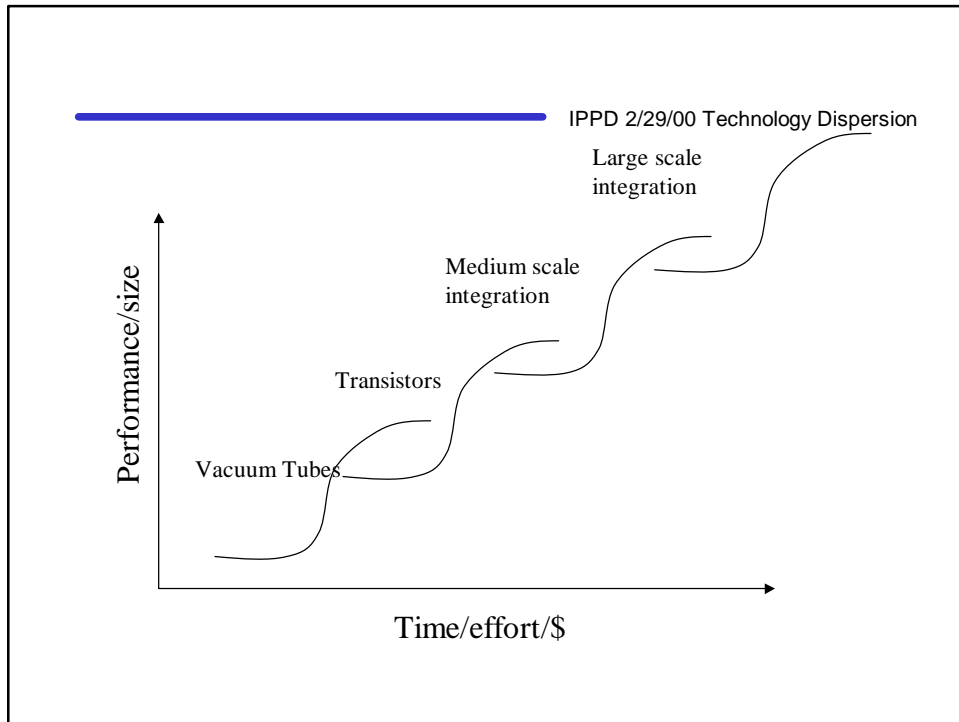 IPPD 2/29/00 Technology Dispersion
Large scale
integration
Medium scale
integration
Transistors
Vacuum Tubes
Performance/size
Time/effort/$